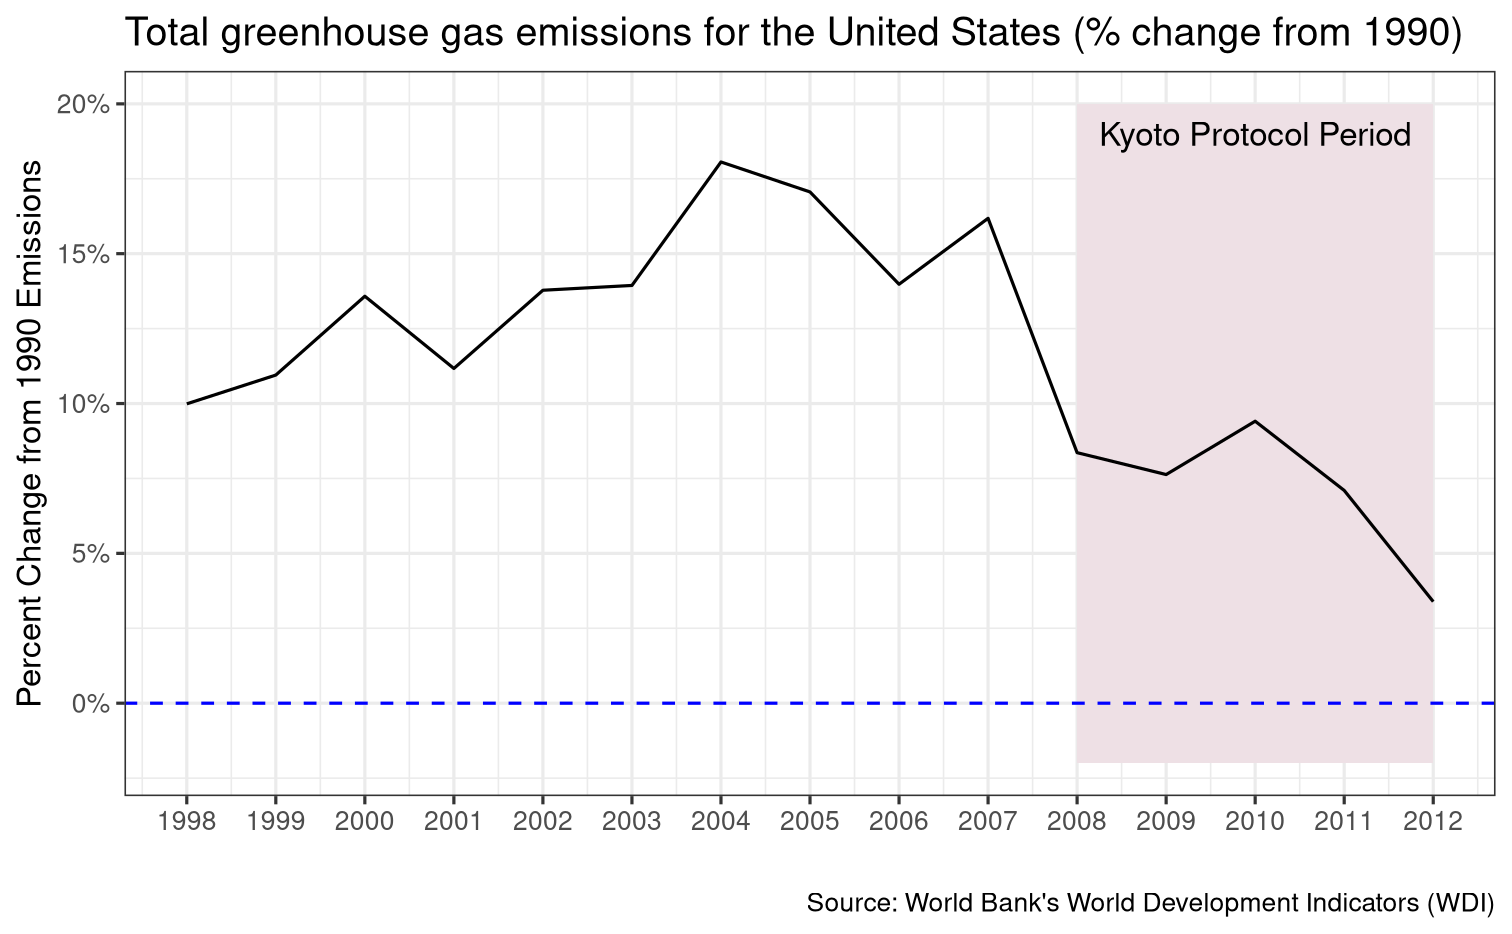 Total greenhouse gas emissions for the United States (% change from 1990)
Percent Change from 1990 Emissions
20%
15%
10%
5%
0%
Kyoto Protocol Period
1998 1999 2000 2001 2002 2003 2004 2005 2006 2007 2008 2009 2010 2011 2012
Source: World Bank's World Development Indicators (WDI)